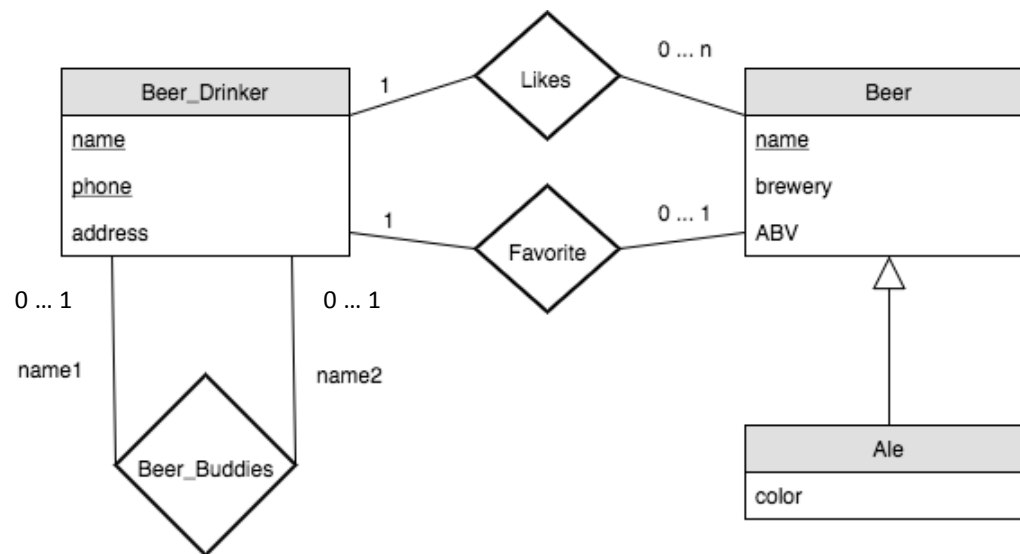 Beer_Drinker
name
phone
address
1
Likes
0 ... n
1
Favorite
0 ... 1
Beer
name
brewery
ABV
0 ... 1
0 ... 1
name1
name2
Beer_Buddies
Ale
color